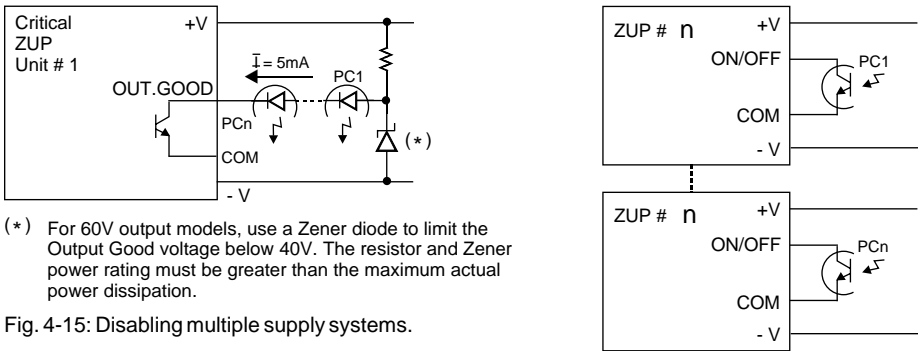 Critical
ZUP
Unit # 1
+V
I = 5mA
OUT.GOOD
PC1
PCn
(*)
COM
- V
(*) For 60V output models, use a Zener diode to limit the
Output Good voltage below 40V. The resistor and Zener
power rating must be greater than the maximum actual
power dissipation.
Fig. 4-15: Disabling multiple supply systems.
ZUP # n
+V
ON/OFF
PC1
COM
- V
ZUP # n
+V
ON/OFF
PCn
COM
- V